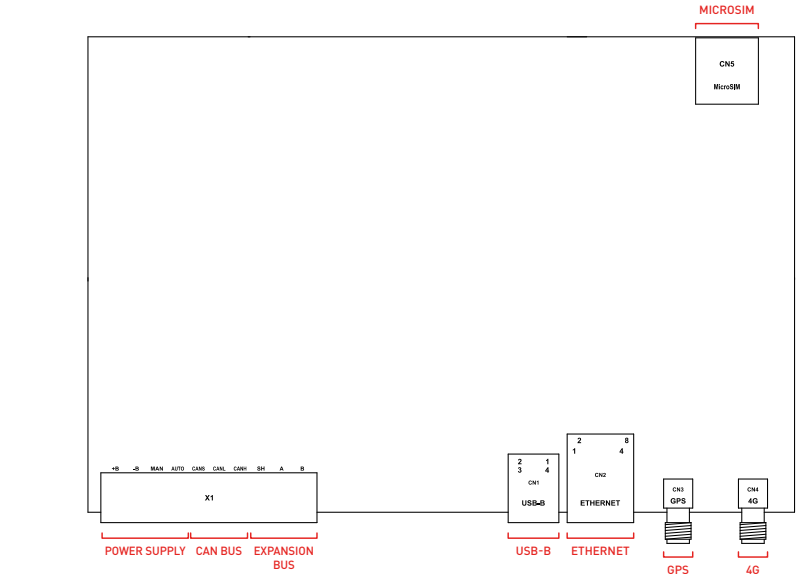 MICROSIM
CN5
MicroSIM
+B -B MAN AUTO CANS CANL CANH SH A B
X1
2 1
3 4
CN1
USB-B
2 8
1 4
CN2
ETHERNET
CN3
GPS
CN4
4G
POWER SUPPLY CAN BUS EXPANSION
BUS
USB-B
ETHERNET
GPS
4G